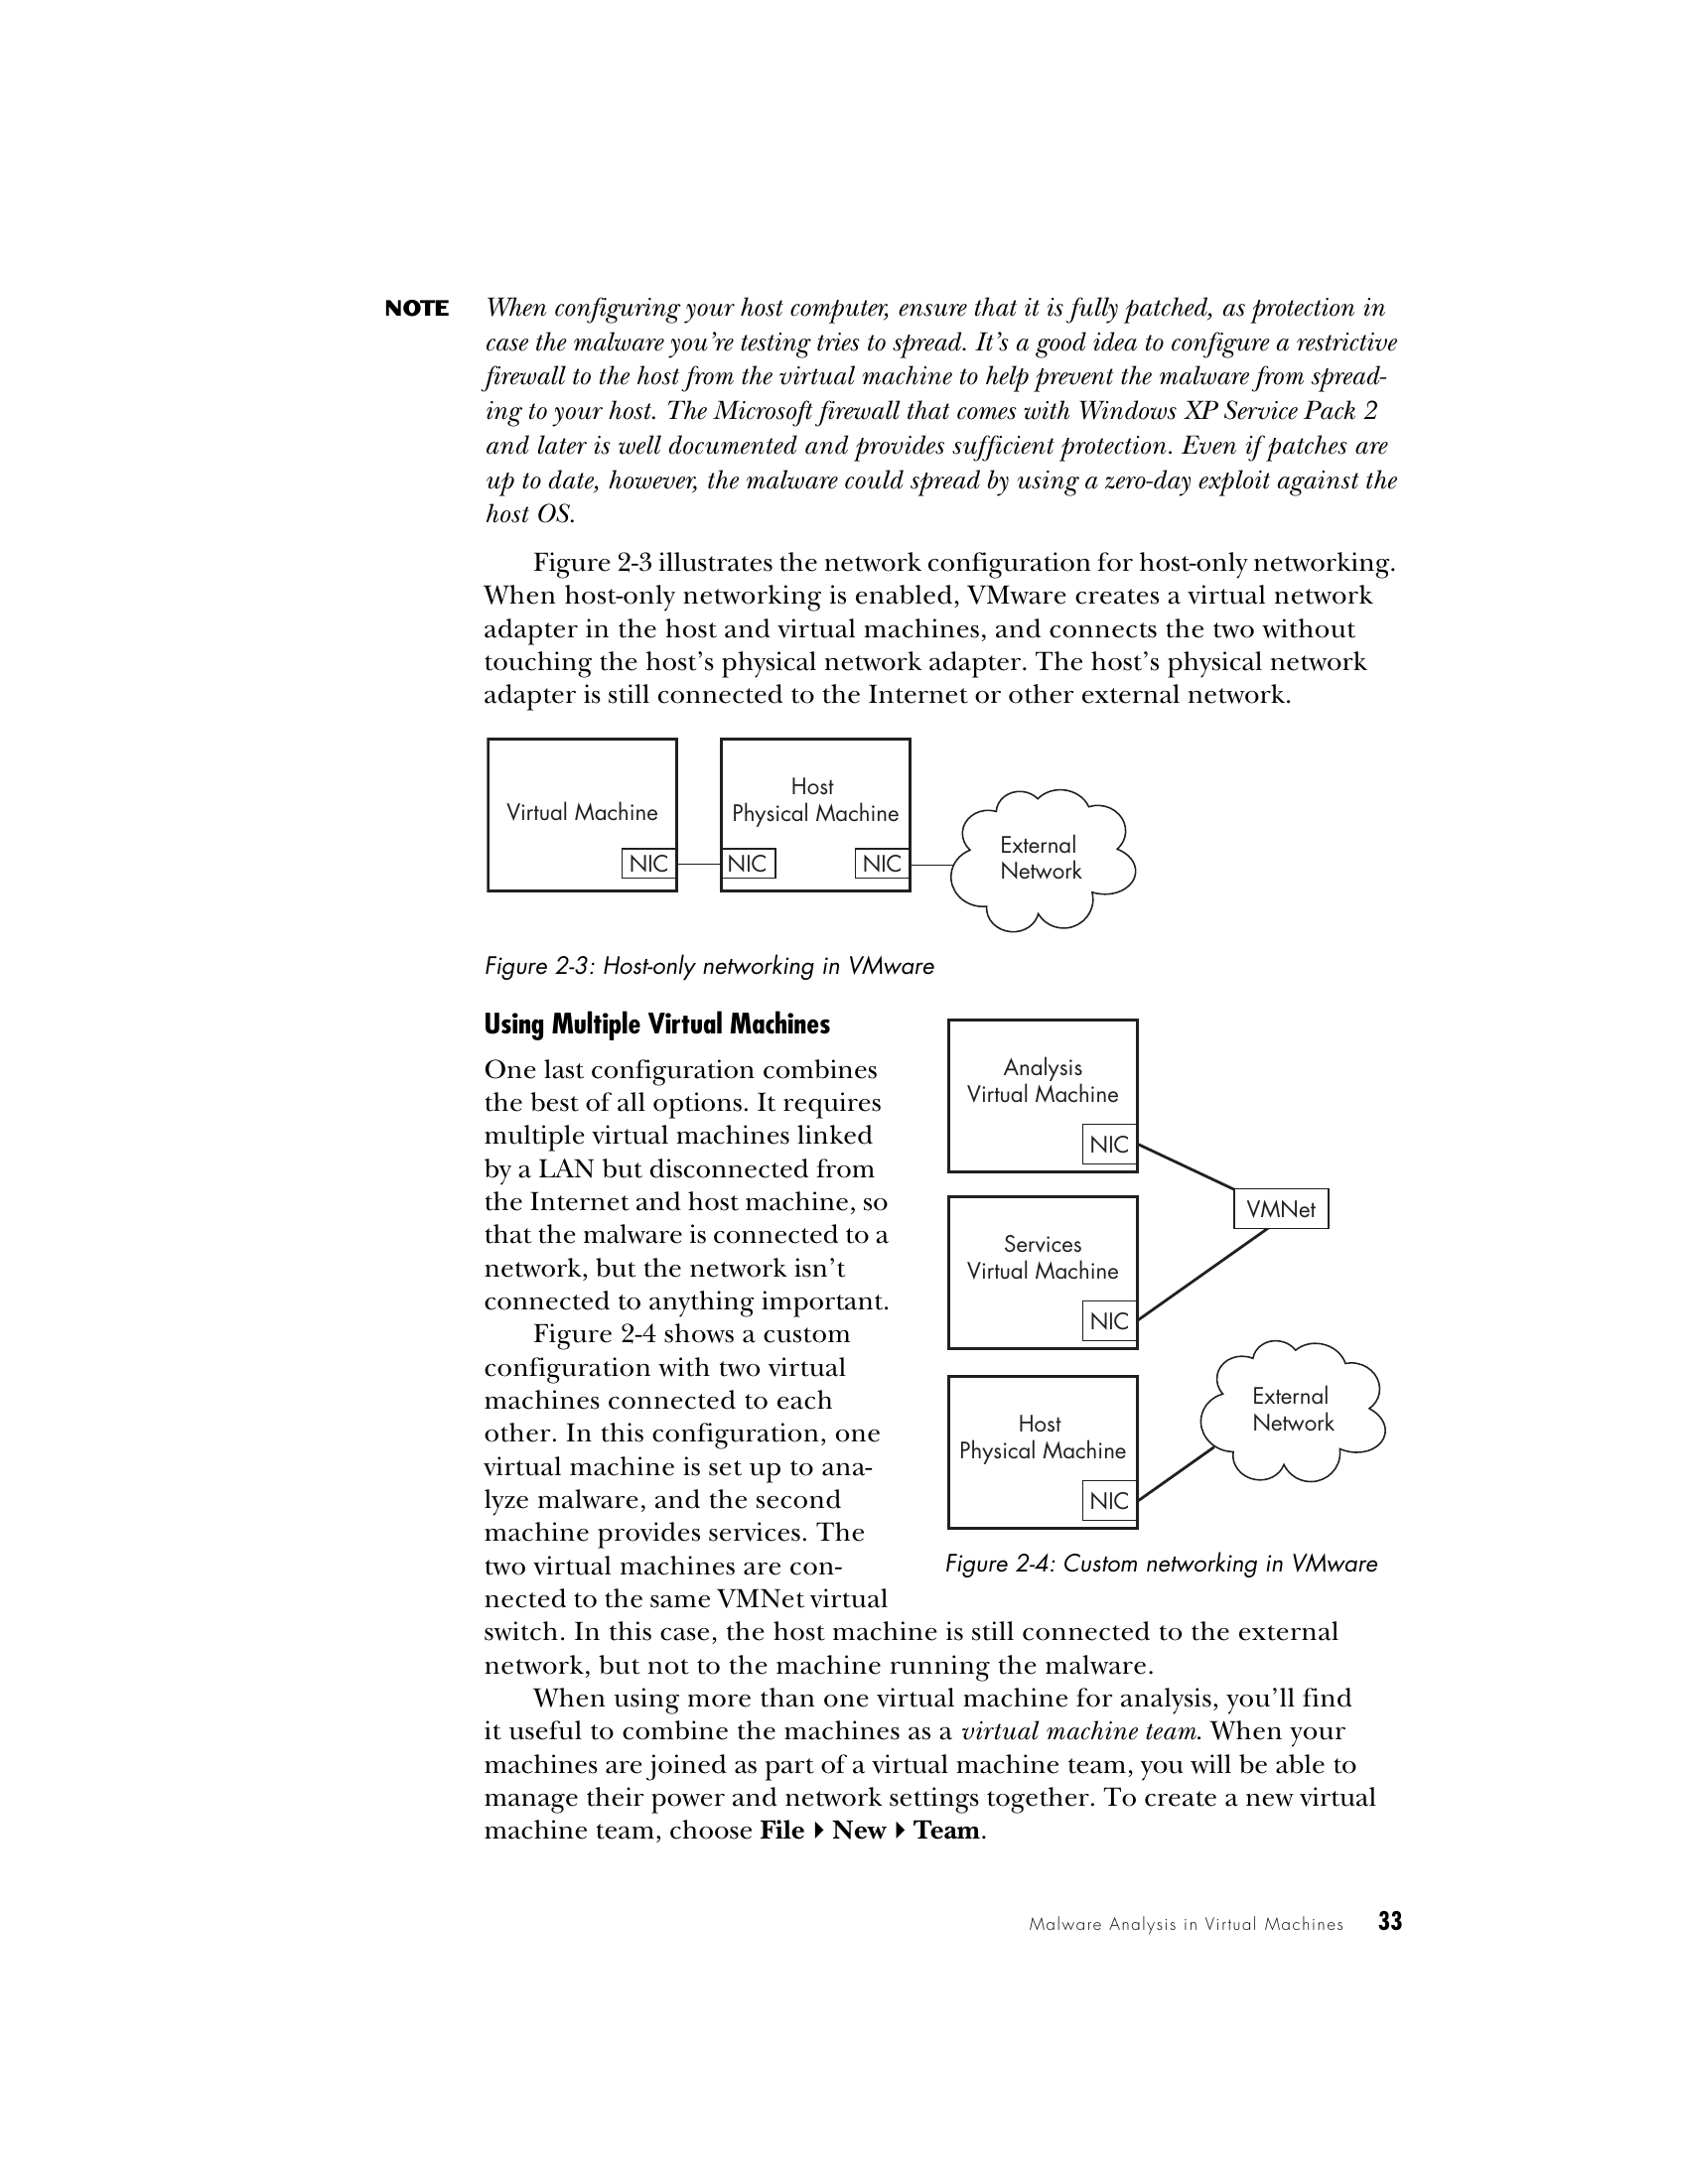 NOTE When configuring your host computer, ensure that it is fully patched, as protection in
case the malware you’re testing tries to spread. It’s a good idea to configure a restrictive
firewall to the host from the virtual machine to help prevent the malware from spread-
ing to your host. The Microsoft firewall that comes with Windows XP Service Pack 2
and later is well documented and provides sufficient protection. Even if patches are
up to date, however, the malware could spread by using a zero-day exploit against the
host OS.
Figure 2-3 illustrates the network configuration for host-only networking.
When host-only networking is enabled, VMware creates a virtual network
adapter in the host and virtual machines, and connects the two without
touching the host’s physical network adapter. The host’s physical network
adapter is still connected to the Internet or other external network.
Virtual Machine
NIC
Host
Physical Machine
NIC
NIC
External
Network
Figure 2-3: Host-only networking in VMware
Using Multiple Virtual Machines
One last configuration combines
the best of all options. It requires
multiple virtual machines linked
by a LAN but disconnected from
the Internet and host machine, so
that the malware is connected to a
network, but the network isn’t
connected to anything important.
Figure 2-4 shows a custom
configuration with two virtual
machines connected to each
other. In this configuration, one
virtual machine is set up to ana-
lyze malware, and the second
machine provides services. The
two virtual machines are con-
nected to the same VMNet virtual
switch. In this case, the host machine is still connected to the external
network, but not to the machine running the malware.
Analysis
Virtual Machine
NIC
VMNet
Services
Virtual Machine
NIC
Host
Physical Machine
NIC
External
Network
Figure 2-4: Custom networking in VMware
When using more than one virtual machine for analysis, you’ll find
it useful to combine the machines as a virtual machine team. When your
machines are joined as part of a virtual machine team, you will be able to
manage their power and network settings together. To create a new virtual
machine team, choose File ▸ New ▸ Team.
Malware Analysis in Virtual Machines 33